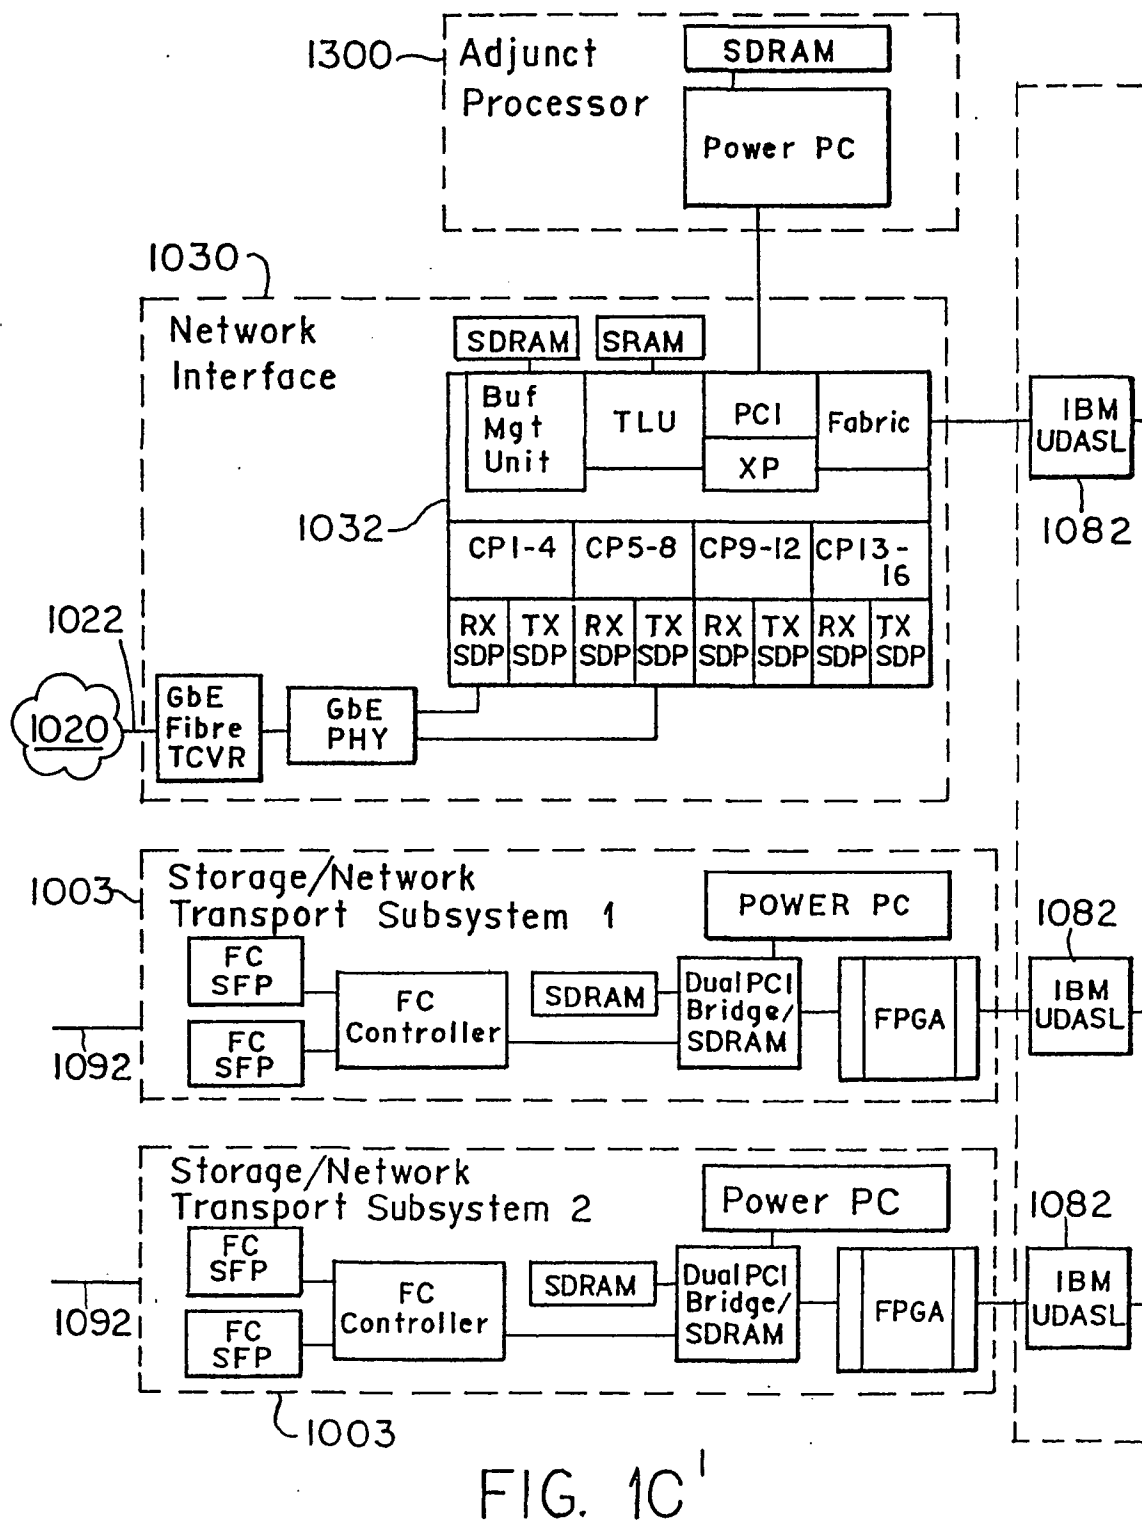 1300
Adjunct
Processor
SDRAM
Power PC
1030
Network
Interface
SDRAM
SRAM
Buf
Mgt
Unit
TLU
PCI
XP
Fabric
IBM
UDASL
1082
1032
CP1-4
CP5-8
CP9-12
CP13-
16
RX
SDP
TX
SDP
RX
SDP
TX
SDP
RX
SDP
TX
SDP
RX
SDP
TX
SDP
1022
1020
GbE
Fibre
TCVR
GbE
PHY
1003
Storage/Network
Transport Subsystem 1
POWER PC
FC
SFP
FC
SFP
FC
Controller
SDRAM
Dual PCI
Bridge/
SDRAM
FPGA
1082
IBM
UDASL
1092
Storage/Network
Transport Subsystem 2
Power PC
FC
SFP
FC
SFP
FC
Controller
SDRAM
Dual PCI
Bridge/
SDRAM
FPGA
1082
IBM
UDASL
1092
1003
FIG. 1C'